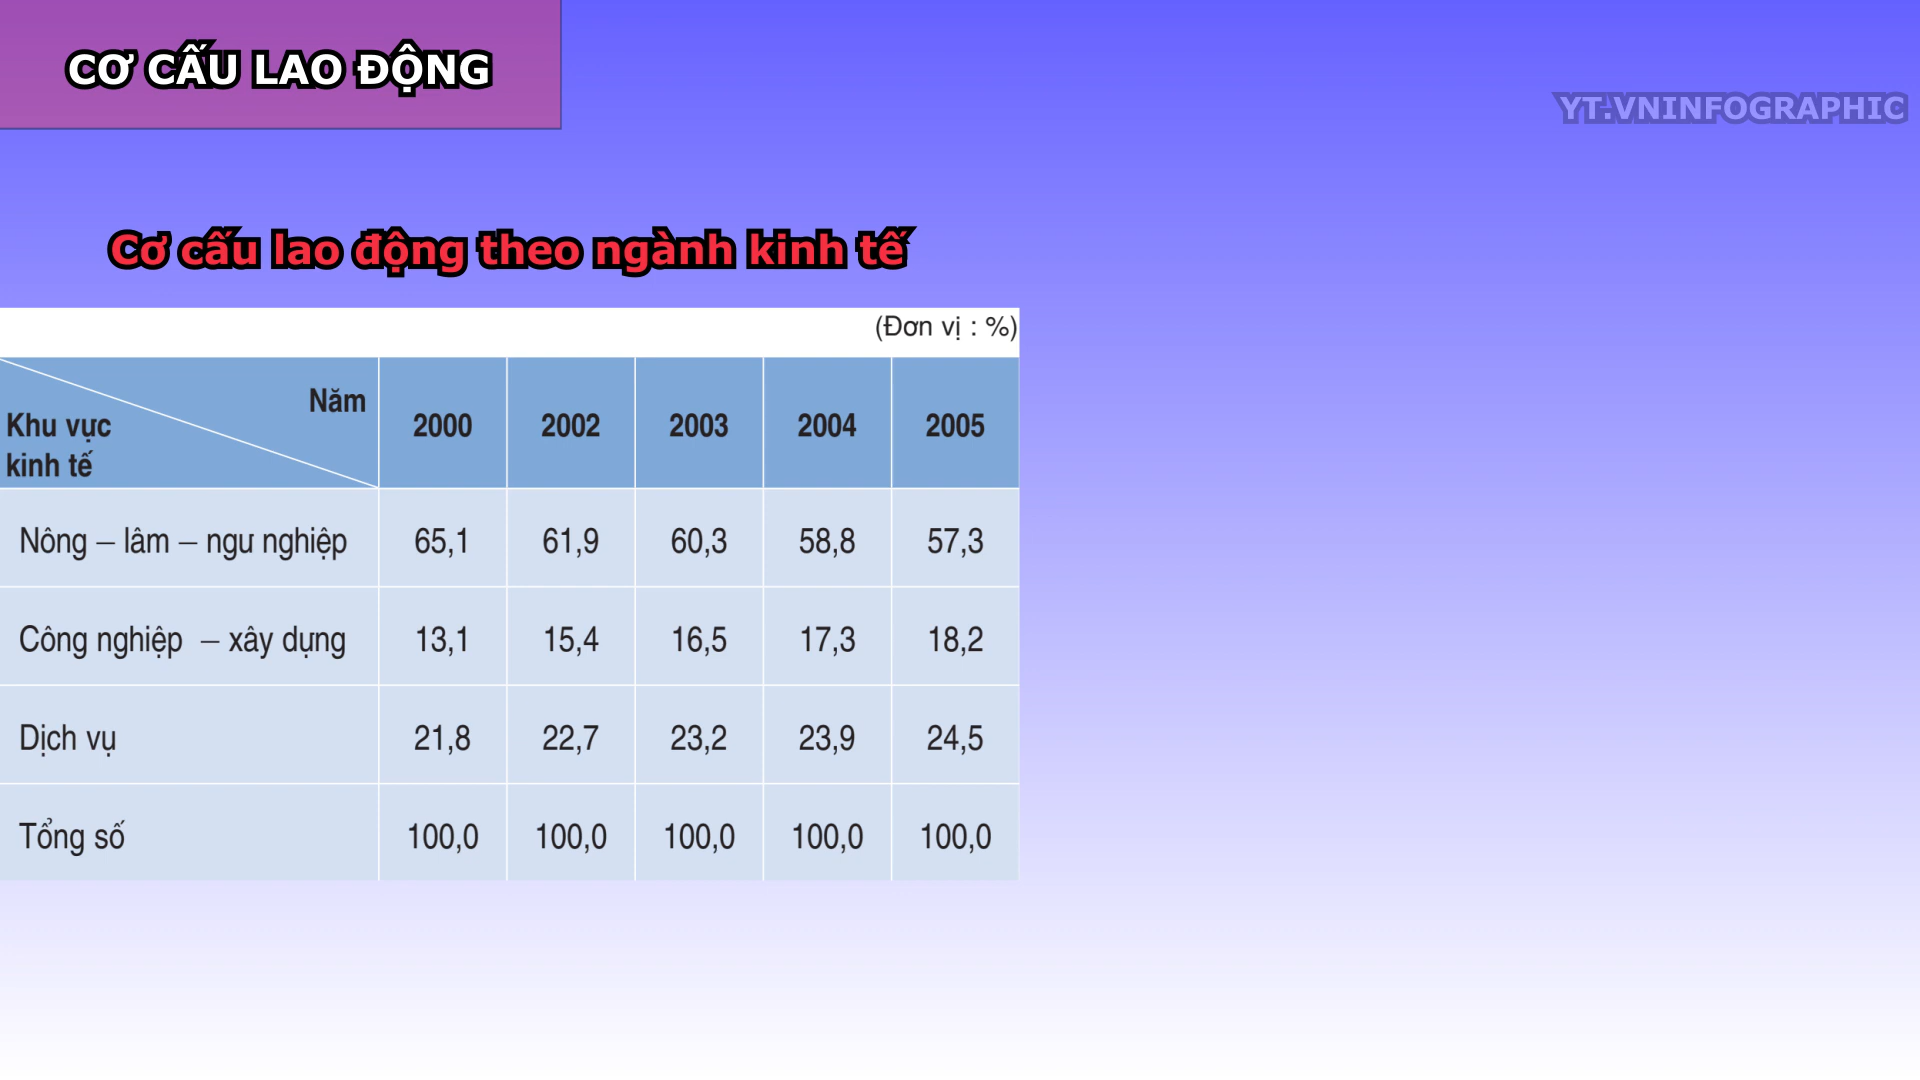 CƠ CẤU LAO ĐỘNG
YT:VNINFOGRAPHIC
Cơ cấu lao động theo ngành kinh tế
(Đơn vị : %)
Năm
Khu vực
kinh tế
2000 2002 2003 2004 2005
Nông – lâm – ngư nghiệp 65,1 61,9 60,3 58,8 57,3
Công nghiệp – xây dựng 13,1 15,4 16,5 17,3 18,2
Dịch vụ 21,8 22,7 23,2 23,9 24,5
Tổng số 100,0 100,0 100,0 100,0 100,0